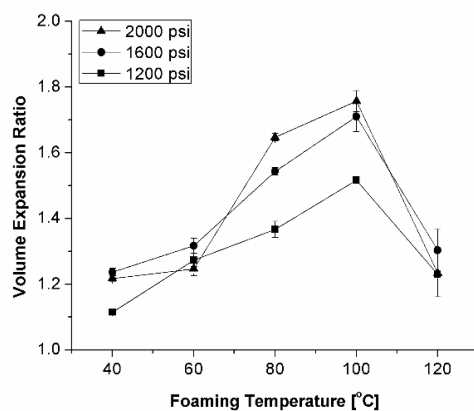 2000 psi
1600 psi
1200 psi
Volume Expansion Ratio
2.0
1.8
1.6
1.4
1.2
1.0
40 60 80 100 120
Foaming Temperature [°C]